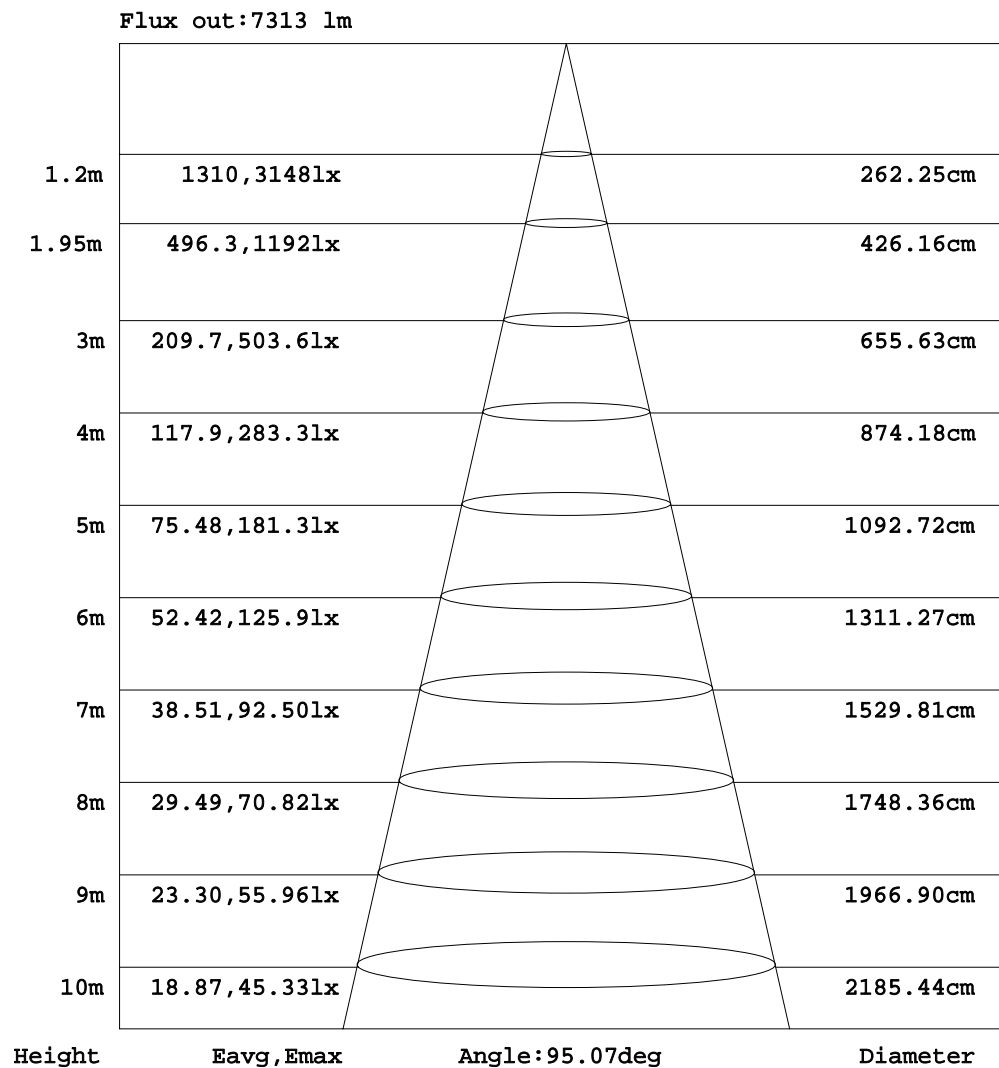 Flux out:7313 lm
1.2m 1310,3148lx 262.25cm
1.95m 496.3,1192lx 426.16cm
3m 209.7,503.6lx 655.63cm
4m 117.9,283.3lx 874.18cm
5m 75.48,181.3lx 1092.72cm
6m 52.42,125.9lx 1311.27cm
7m 38.51,92.50lx 1529.81cm
8m 29.49,70.82lx 1748.36cm
9m 23.30,55.96lx 1966.90cm
10m 18.87,45.33lx 2185.44cm
Height Eavg,Emax Angle:95.07deg Diameter